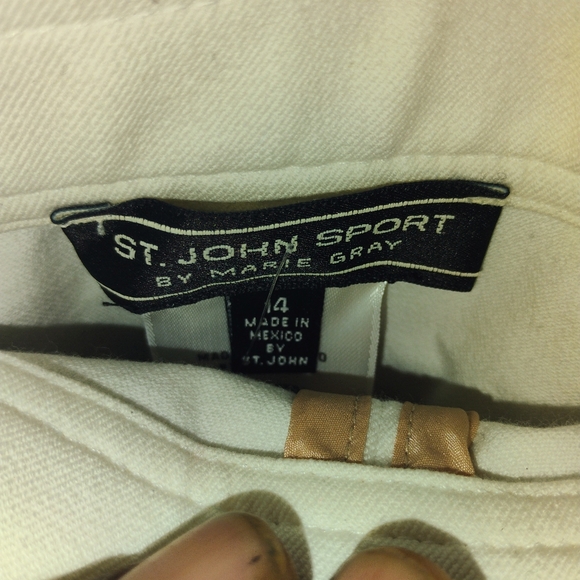 ST. JOHN SPORT
BY MARIE GRAY
14
MADE IN
MEXICO
BY
ST. JOHN